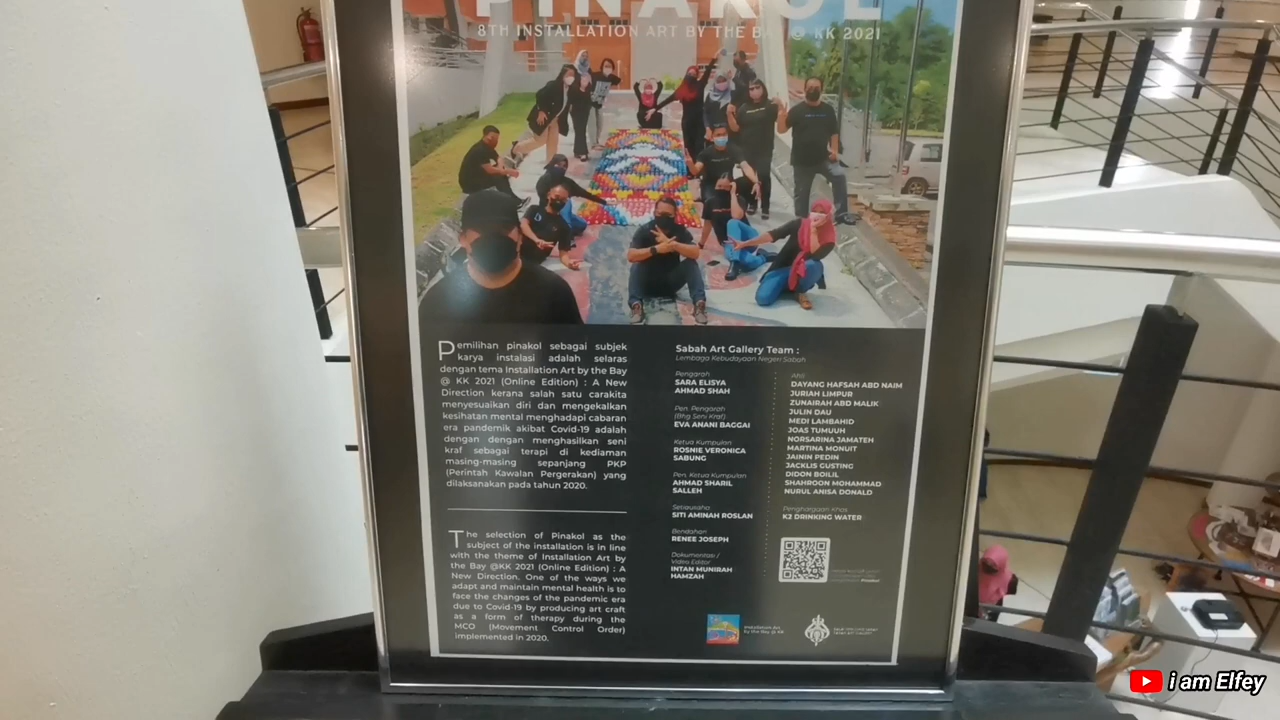 PINAKOL
8TH INSTALLATION ART BY THE BAY @ KK 2021
Pemilihan pinakol sebagai subjek
karya instalasi adalah selaras
dengan tema Installation Art by the Bay
@ KK 2021 (Online Edition) : A New
Direction kerana salah satu carakita
menyesuaikan diri dan mengekalkan
kesihatan mental menghadapi cabaran
era pandemik akibat Covid-19 adalah
dengan dengan menghasilkan seni
kraf sebagai terapi di kediaman
masing-masing sepanjang PKP
(Perintah Kawalan Pergerakan) yang
dilaksanakan pada tahun 2020.
The selection of Pinakol as the
subject of the installation is in line
with the theme of Installation Art by
the Bay @KK 2021 (Online Edition) : A
New Direction. One of the ways we
adapt and maintain mental health is to
face the changes of the pandemic era
due to Covid-19 by producing art craft
as a form of therapy during the
MCO (Movement Control Order)
implemented in 2020.
Sabah Art Gallery Team :
Lembaga Kebudayaan Negeri Sabah
Pengarah
SARA ELISYA
AHMAD SHAH
Pen. Pengarah
(Bhg Seni Kraf)
EVA ANANI BAGGAI
Ketua Kumpulan
ROSNIE VERONICA
SABUNG
Pen. Ketua Kumpulan
AHMAD SHARIL
SALLEH
Setiausaha
SITI AMINAH ROSLAN
Bendahari
RENEE JOSEPH
Dokumentasi /
Video Editor
INTAN MUNIRAH
HAMZAH
Ahli
DAYANG HAFSAH ABD NAIM
JURIAH LIMPUR
ZUNAIRAH ABD MALIK
JULIN DAU
MEDI LAMBAHID
JOAS TUMUUH
NORSARINA JAMATEH
MARTINA MONUIT
JAININ PEDIN
JACKLIS GUSTING
DIDON BOILIL
SHAHROON MOHAMMAD
NURUL ANISA DONALD
Penghargaan Khas
K2 DRINKING WATER
Installation Art
by the Bay @ KK
i am Elfey